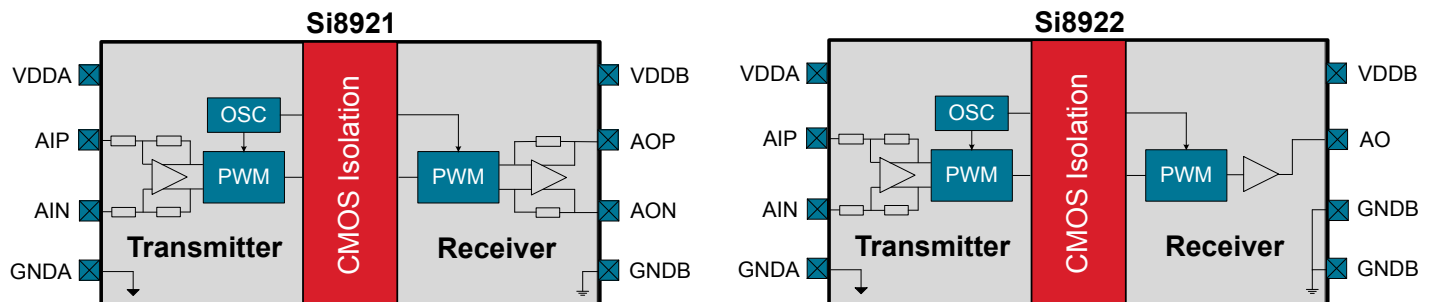 Si8921
VDDA
AIP
AIN
GNDA
OSC
PWM
Transmitter
CMOS Isolation
PWM
Receiver
VDDB
AOP
AON
GNDB
Si8922
VDDA
AIP
AIN
GNDA
OSC
PWM
Transmitter
CMOS Isolation
PWM
Receiver
VDDB
AO
GNDB
GNDB